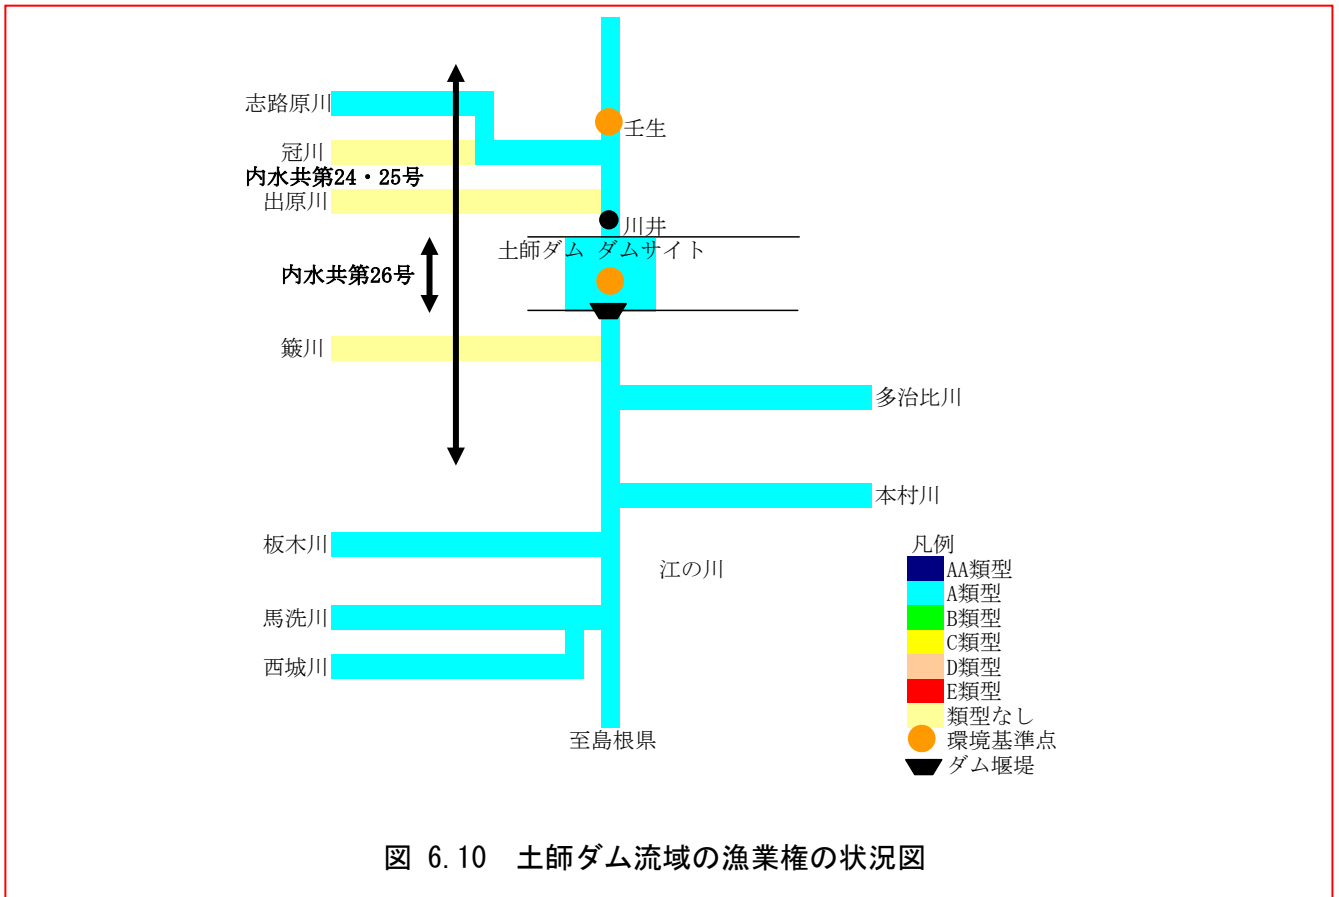 志路原川
壬生
冠川
内水共第24・25号
出原川
川井
土師ダム ダムサイト
内水共第26号
簸川
多治比川
本村川
板木川
江の川
馬洗川
西城川
至島根県
凡例
AA類型
A類型
B類型
C類型
D類型
E類型
類型なし
環境基準点
ダム堰堤
図 6.10 土師ダム流域の漁業権の状況図